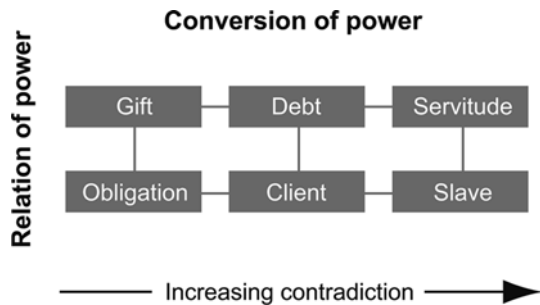 Conversion of power
Relation of power
Gift
Debt
Servitude
Obligation
Client
Slave
Increasing contradiction